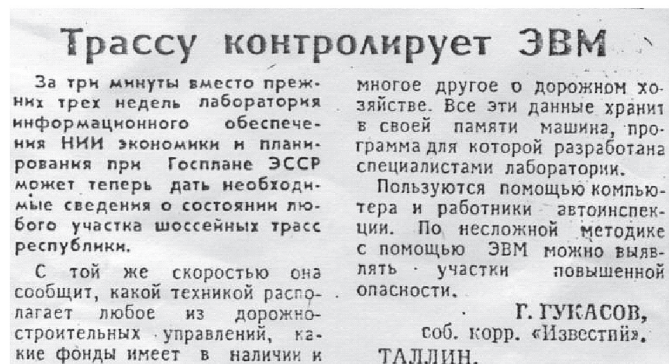 Трассу контролирует ЭВМ
За три минуты вместо преж-
них трех недель лаборатория
информационного обеспече-
ния НИИ экономики и плани-
рования при Госплане ЭССР
может теперь дать необходи-
мые сведения о состоянии лю-
бого участка шоссейных трасс
республики.
С той же скоростью она
сообщит, какой техникой распо-
лагает любое из дорожно-
строительных управлений, ка-
кие фонды имеет в наличии и
многое другое о дорожном хо-
зяйстве. Все эти данные хранит
в своей памяти машина, про-
грамма для которой разработана
специалистами лаборатории.
Пользуются помощью компью-
тера и работники автоинспек-
ции. По несложной методике
с помощью ЭВМ можно выяв-
лять участки повышенной
опасности.
Г. ГУКАСОВ,
соб. корр. «Известий».
ТАЛЛИН.